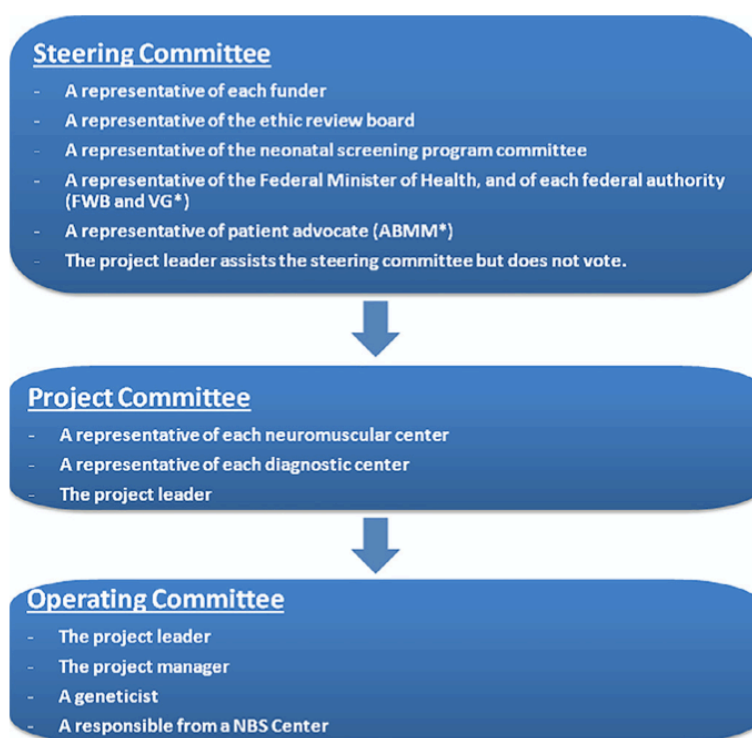 Steering Committee
- A representative of each funder
- A representative of the ethic review board
- A representative of the neonatal screening program committee
- A representative of the Federal Minister of Health, and of each federal authority
(FWB and VG*)
- A representative of patient advocate (ABMM*)
- The project leader assists the steering committee but does not vote.
Project Committee
- A representative of each neuromuscular center
- A representative of each diagnostic center
- The project leader
Operating Committee
- The project leader
- The project manager
- A geneticist
- A responsible from a NBS Center